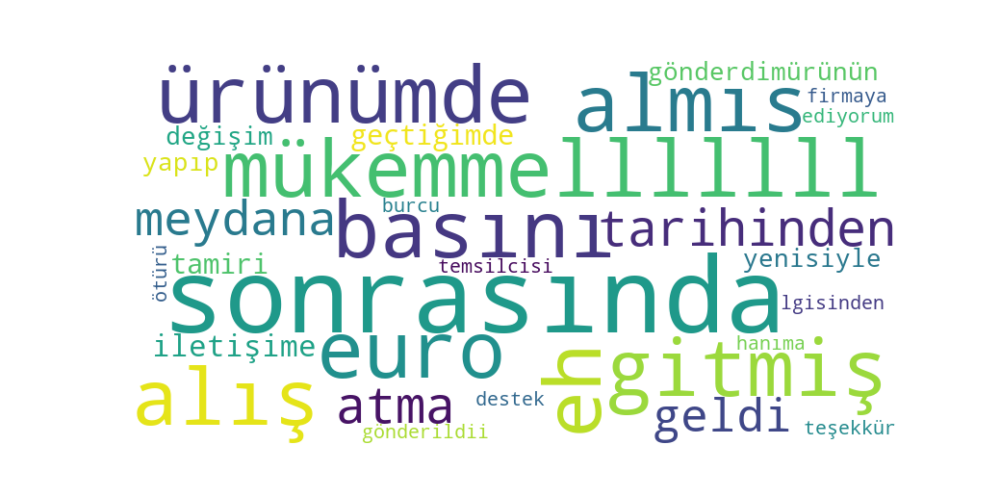 ürünümde
almıs
gönderdimürünün
firmaya
ediyorum
değişim
geçtiğimde
yapıp
mükemmelllllll
meydana
burcu
basını
tarihinden
ötürü
tamiri
temsilcisi
yenisiyle
sonrasında
lgisinden
iletişime
euro
eh
gitmiş
hanıma
alış
atma
destek
geldi
gönderildii
teşekkür